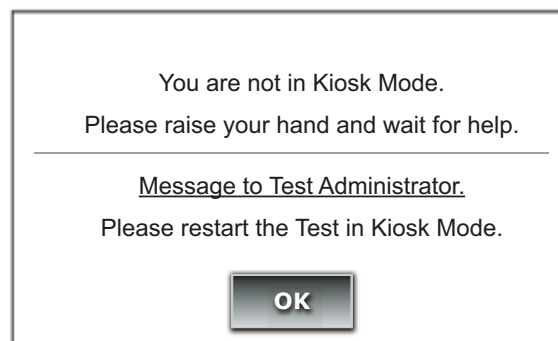 You are not in Kiosk Mode.
Please raise your hand and wait for help.
Message to Test Administrator.
Please restart the Test in Kiosk Mode.
OK